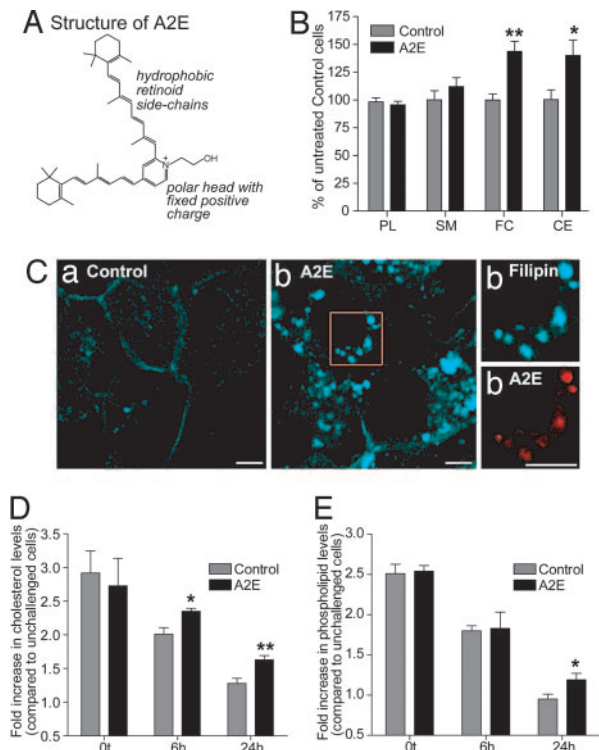 A Structure of A2E
hydrophobic
retinoid
side-chains
OH
N
+
polar head with
fixed positive
charge
B
Control
A2E
**
*
% of untreated Control cells
150
125
100
75
50
25
0
PL SM FC CE
C
a Control
b A2E
b Filipin
b A2E
D
Fold increase in cholesterol levels
(compared to unchallenged cells)
3.5
3.0
2.5
2.0
1.5
1.0
0.5
Control
A2E
*
**
0t 6h 24h
E
Fold increase in phospholipid levels
(compared to unchallenged cells)
3.0
2.5
2.0
1.5
1.0
0.5
Control
A2E
*
0t 6h 24h